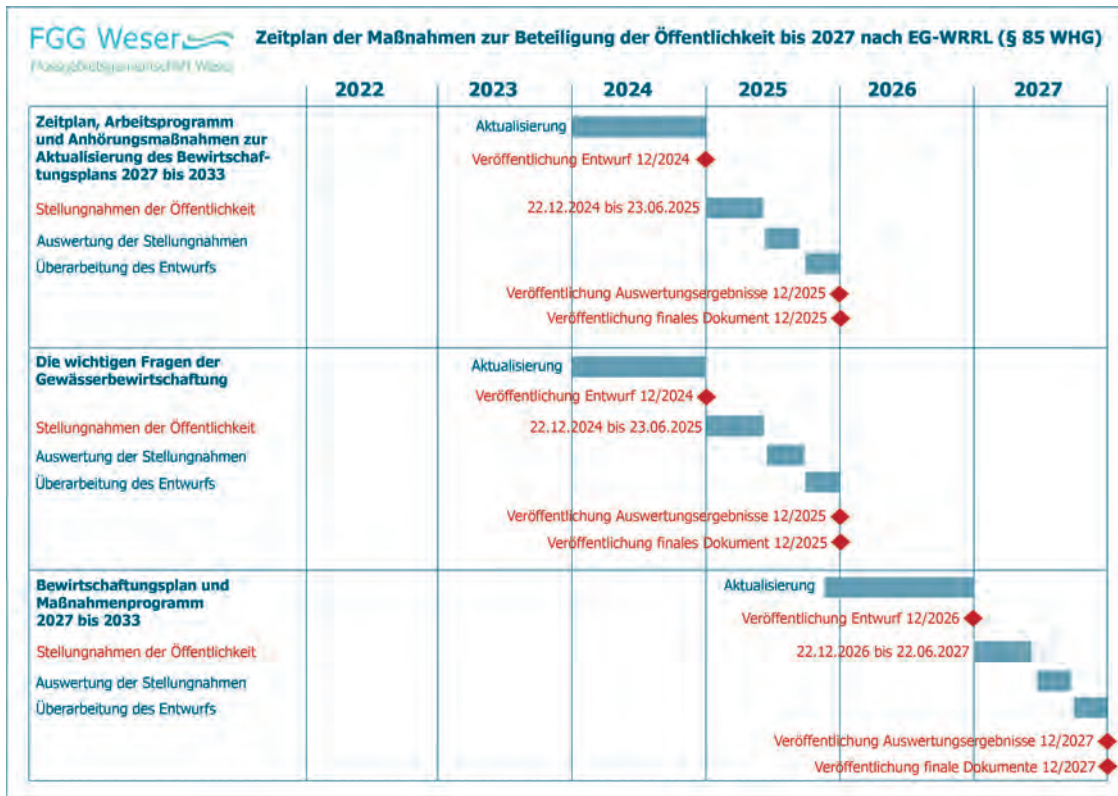 FGG Weser
Flussgebietsgemeinschaft Weser
Zeitplan der Maßnahmen zur Beteiligung der Öffentlichkeit bis 2027 nach EG-WRRL (§ 85 WHG)
2022 2023 2024 2025 2026 2027
Zeitplan, Arbeitsprogramm
und Anhörungsmaßnahmen zur
Aktualisierung des Bewirtschaf-
tungsplans 2027 bis 2033
Aktualisierung
Veröffentlichung Entwurf 12/2024
Stellungnahmen der Öffentlichkeit
22.12.2024 bis 23.06.2025
Auswertung der Stellungnahmen
Überarbeitung des Entwurfs
Veröffentlichung Auswertungsergebnisse 12/2025
Veröffentlichung finales Dokument 12/2025
Die wichtigen Fragen der
Gewässerbewirtschaftung
Aktualisierung
Veröffentlichung Entwurf 12/2024
Stellungnahmen der Öffentlichkeit
22.12.2024 bis 23.06.2025
Auswertung der Stellungnahmen
Überarbeitung des Entwurfs
Veröffentlichung Auswertungsergebnisse 12/2025
Veröffentlichung finales Dokument 12/2025
Bewirtschaftungsplan und
Maßnahmenprogramm
2027 bis 2033
Aktualisierung
Veröffentlichung Entwurf 12/2026
Stellungnahmen der Öffentlichkeit
22.12.2026 bis 22.06.2027
Auswertung der Stellungnahmen
Überarbeitung des Entwurfs
Veröffentlichung Auswertungsergebnisse 12/2027
Veröffentlichung finale Dokumente 12/2027